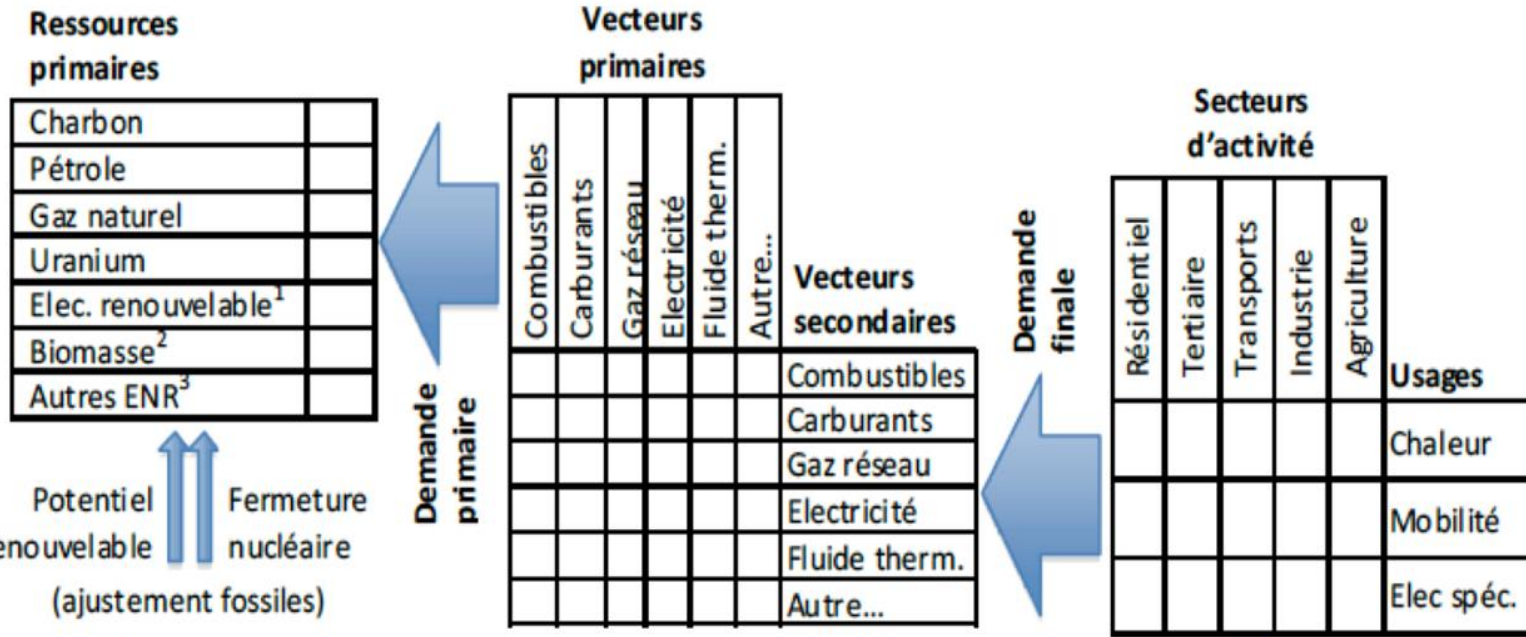 Ressources
primaires
Charbon
Pétrole
Gaz naturel
Uranium
Elec. renouvelable¹
Biomasse²
Autres ENR³
Potentiel
enouvelable
Fermeture
nucléaire
(ajustement fossiles)
Demande
primaire
Vecteurs
primaires
Combustibles
Carburants
Gaz réseau
Electricité
Fluide therm.
Autre...
Vecteurs
secondaires
Combustibles
Carburants
Gaz réseau
Electricité
Fluide therm.
Autre...
Demande
finale
Secteurs
d'activité
Résidentiel
Tertiaire
Transports
Industrie
Agriculture
Usages
Chaleur
Mobilité
Elec spéc.